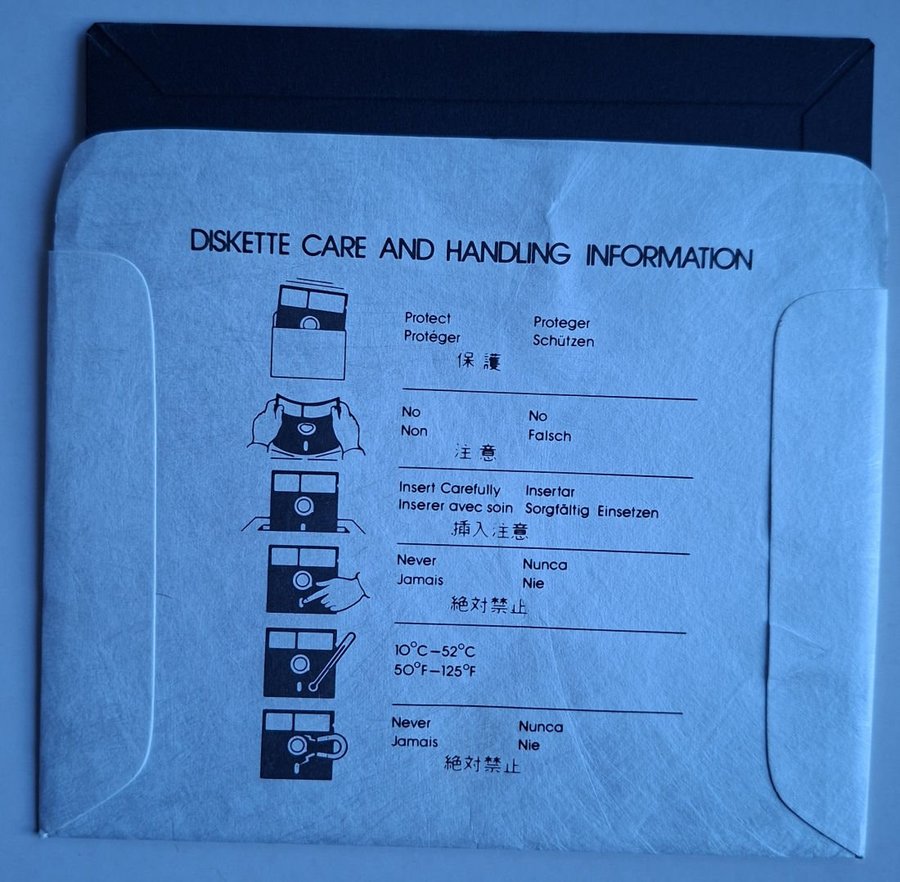 DISKETTE CARE AND HANDLING INFORMATION
Protect Proteger
Protéger Schützen
保護
No No
Non Falsch
注意
Insert Carefully Insertar
Inserer avec soin Sorgfältig Einsetzen
挿入注意
Never Nunca
Jamais Nie
絶対禁止
10°C–52°C
50°F–125°F
Never Nunca
Jamais Nie
絶対禁止